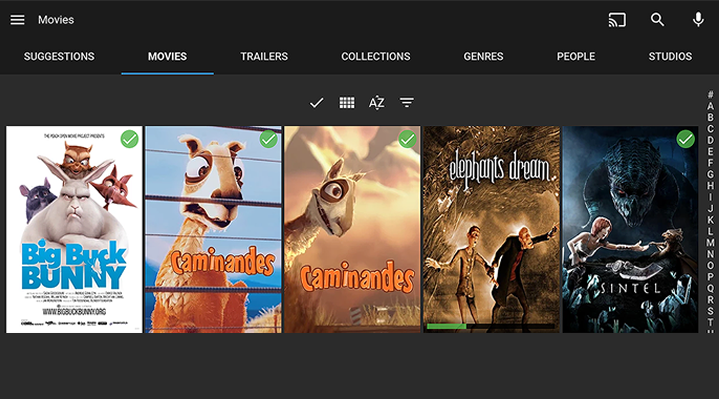 Movies
SUGGESTIONS MOVIES TRAILERS COLLECTIONS GENRES PEOPLE STUDIOS
AZ
THE PEACH OPEN MOVIE PROJECT PRESENTS
Big Buck
BUNNY
WWW.BIGBUCKBUNNY.ORG
Caminandes
Caminandes
elephants dream
SINTEL
#
A
B
C
D
E
F
G
H
I
J
K
L
M
N
O
P
Q
R
S
T